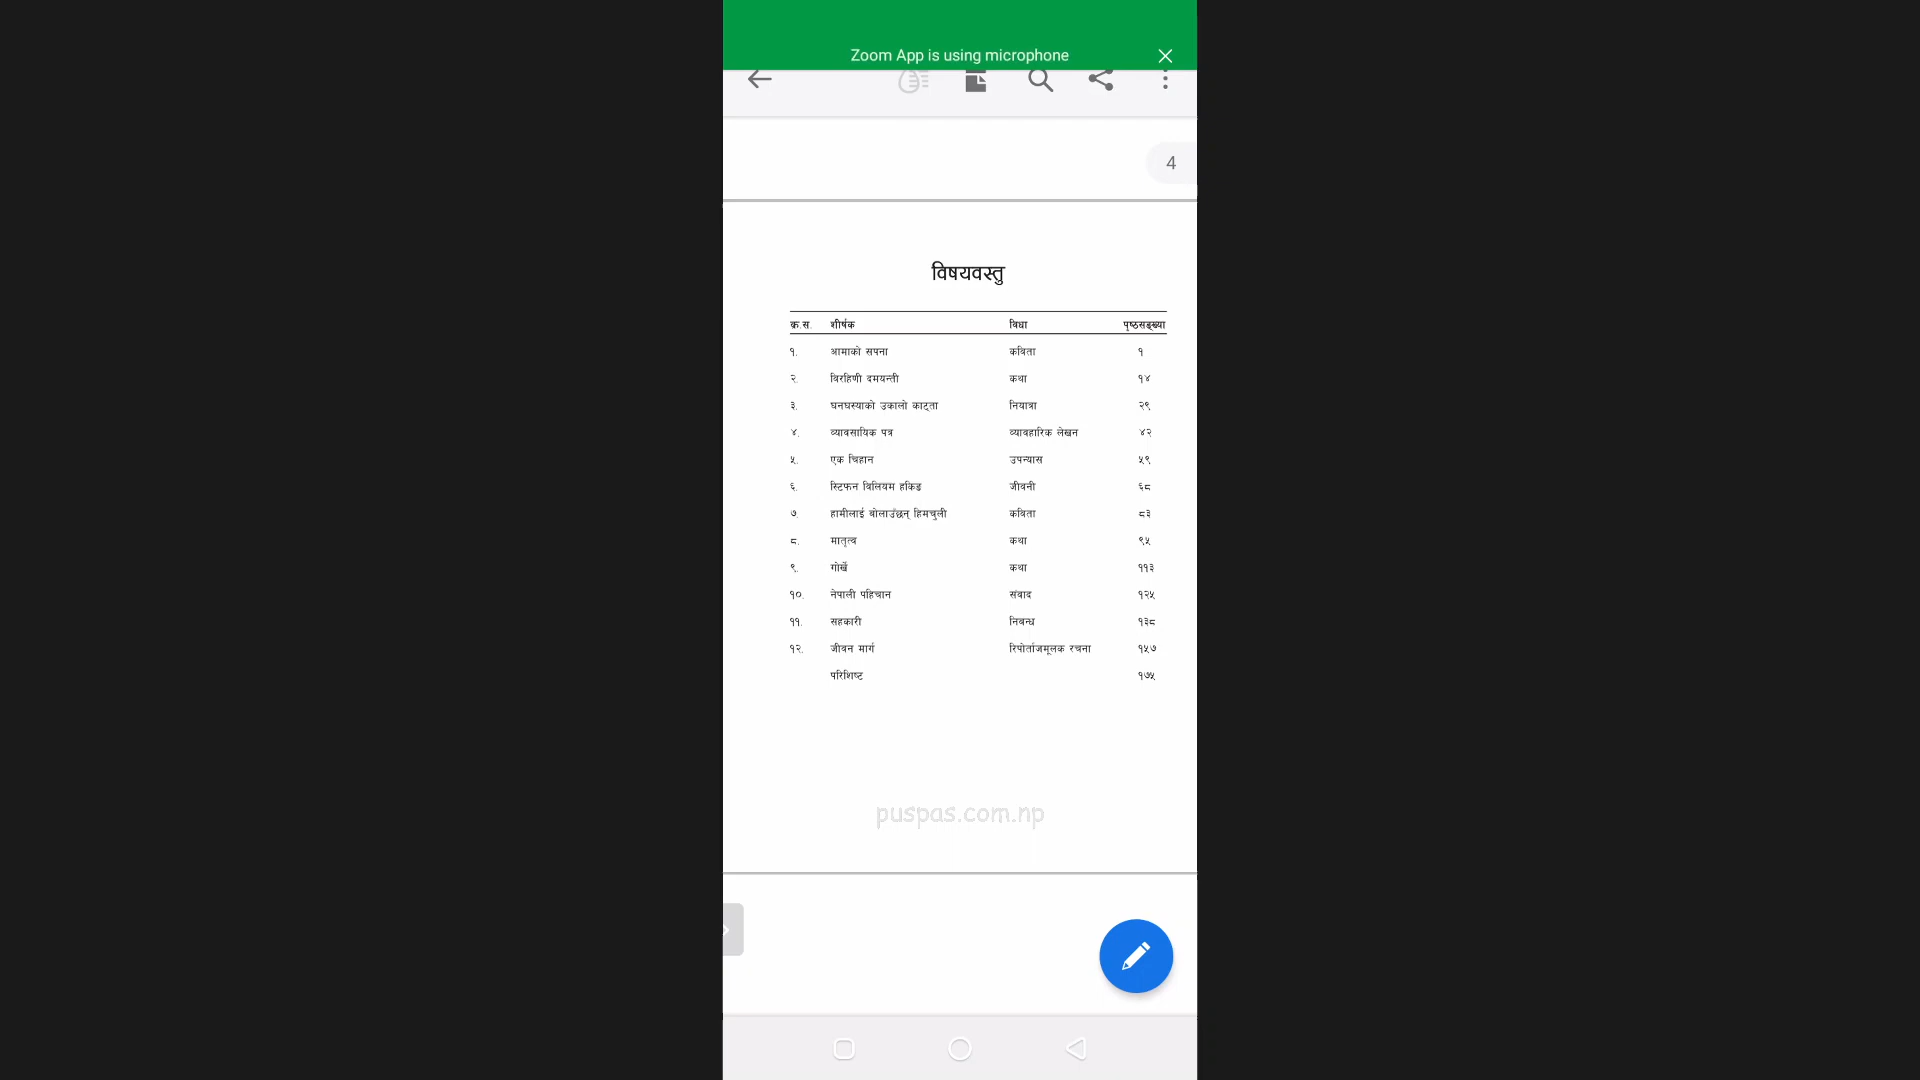 Zoom App is using microphone
4
विषयवस्तु
क्र.स. शीर्षक विधा पृष्ठसङ्ख्या
१. आमाको सपना कविता १
२. विरहिणी दमयन्ती कथा १४
३. घनघस्याको उकालो काट्ता नियात्रा २९
४. व्यावसायिक पत्र व्यावहारिक लेखन ४२
५. एक चिहान उपन्यास ५९
६. स्टिफन विलियम हकिङ जीवनी ६८
७. हामीलाई बोलाउँछन् हिमचुली कविता ८३
८. मातृत्व कथा ९५
९. गोर्खे कथा ११३
१०. नेपाली पहिचान संवाद १२५
११. सहकारी निबन्ध १३८
१२. जीवन मार्ग रिपोर्ताजमूलक रचना १५७
परिशिष्ट १७५
puspas.com.np